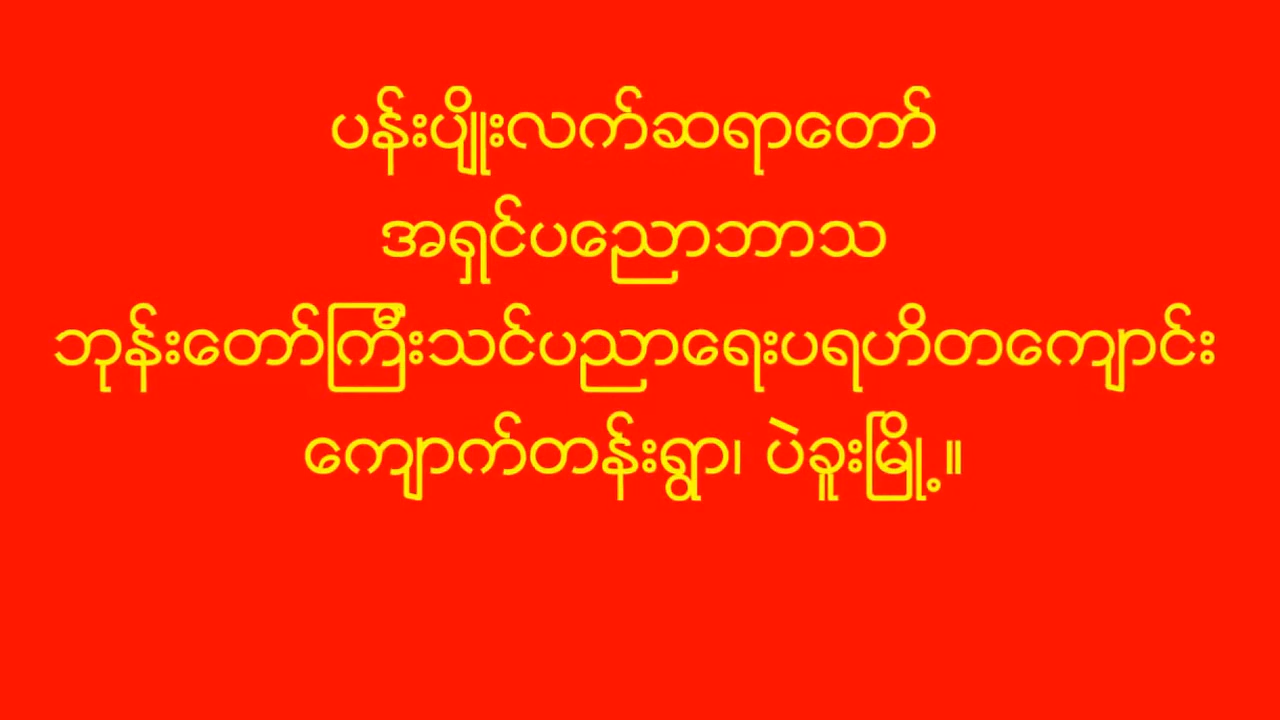 ပန်းပျိုးလက်ဆရာတော်
အရှင်ပညောဘာသ
ဘုန်းတော်ကြီးသင်ပညာရေးပရဟိတကျောင်း
ကျောက်တန်းရွာ၊ ပဲခူးမြို့။